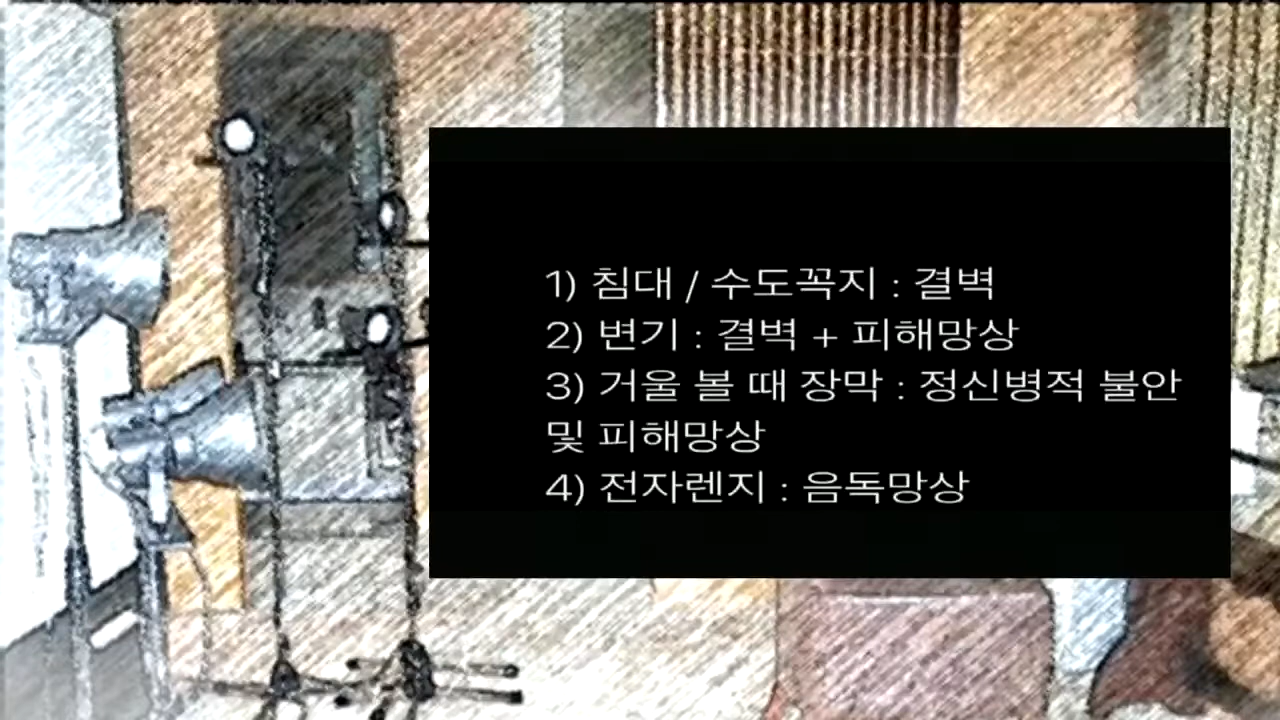 1) 침대 / 수도꼭지 : 결벽
2) 변기 : 결벽 + 피해망상
3) 거울 볼 때 장막 : 정신병적 불안
및 피해망상
4) 전자렌지 : 음독망상